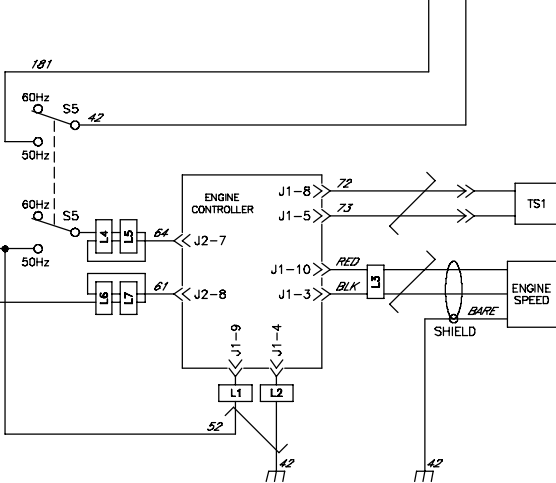 181
60Hz
S5
42
50Hz
60Hz
S5
L4
L5
64
J2-7
50Hz
L6
L7
61
J2-8
ENGINE
CONTROLLER
J1-8
72
J1-5
73
TS1
J1-10
RED
J1-3
BLK
L3
ENGINE
SPEED
BARE
SHIELD
J1-9
J1-4
L1
L2
52
42
42